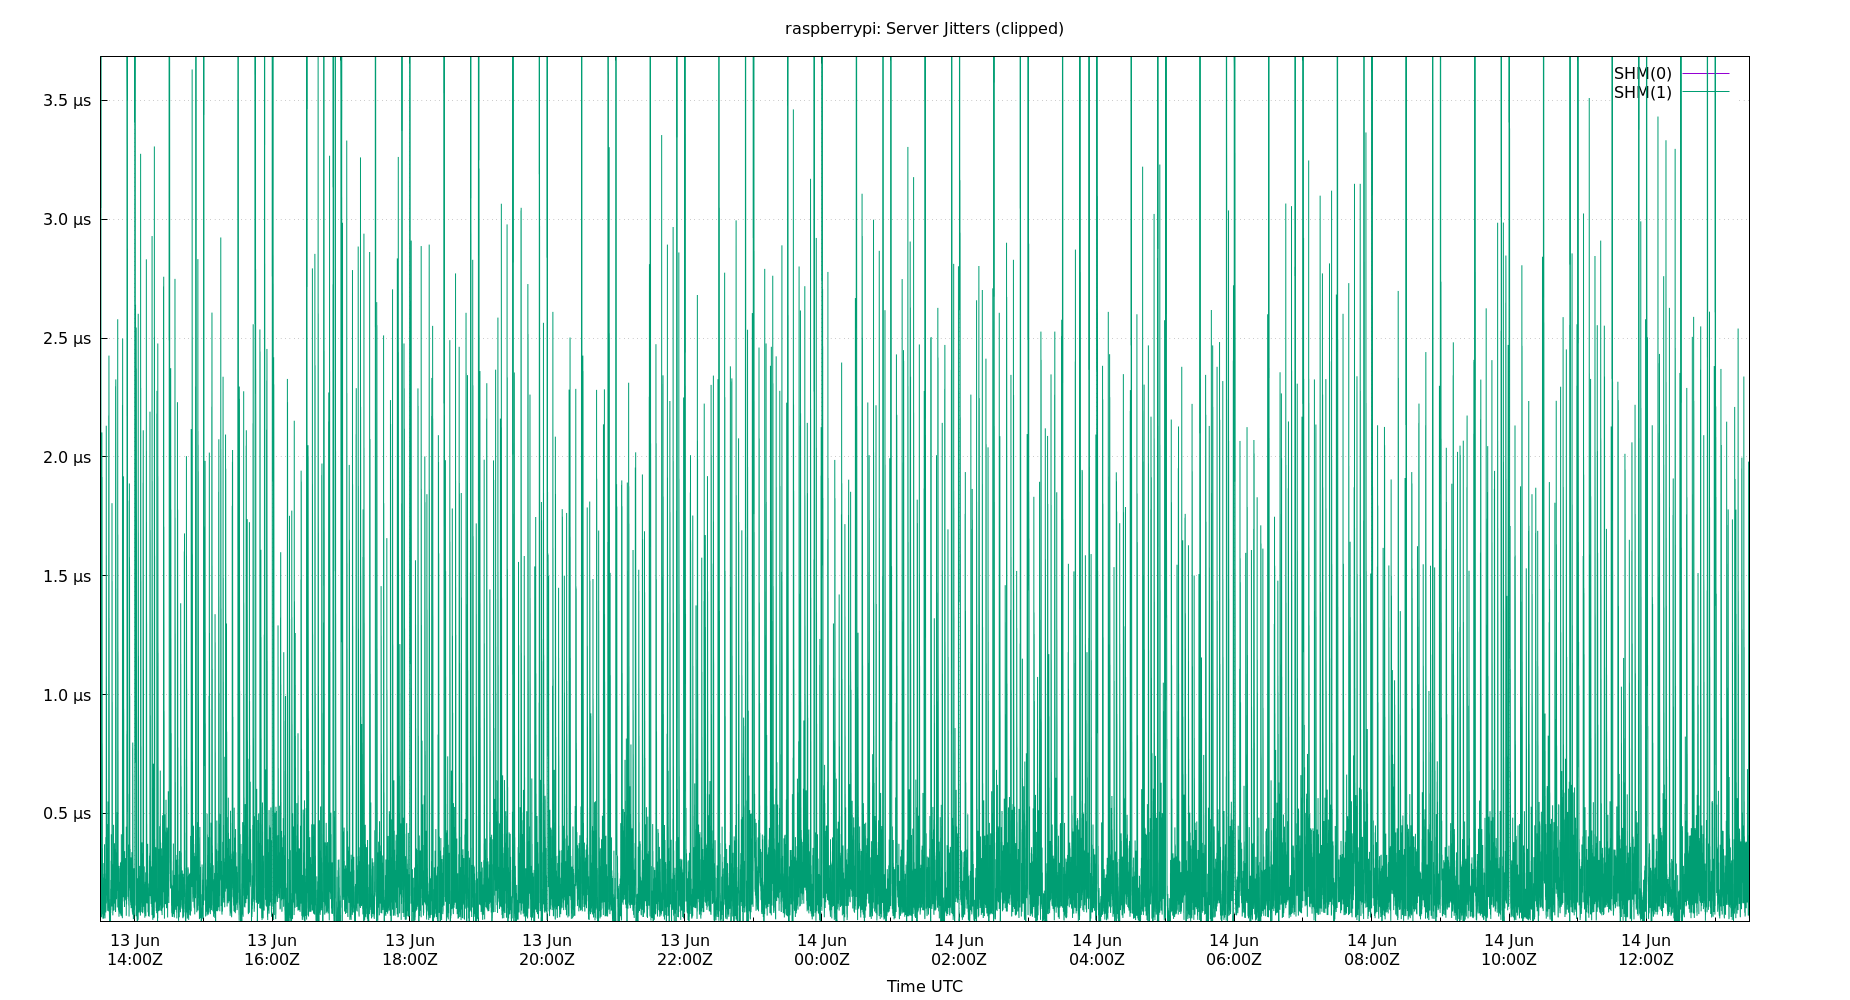 raspberrypi: Server Jitters (clipped)
SHM(0)
SHM(1)
3.5 µs
3.0 µs
2.5 µs
2.0 µs
1.5 µs
1.0 µs
0.5 µs
13 Jun 13 Jun 13 Jun 13 Jun 13 Jun 14 Jun 14 Jun 14 Jun 14 Jun 14 Jun 14 Jun 14 Jun
14:00Z 16:00Z 18:00Z 20:00Z 22:00Z 00:00Z 02:00Z 04:00Z 06:00Z 08:00Z 10:00Z 12:00Z
Time UTC